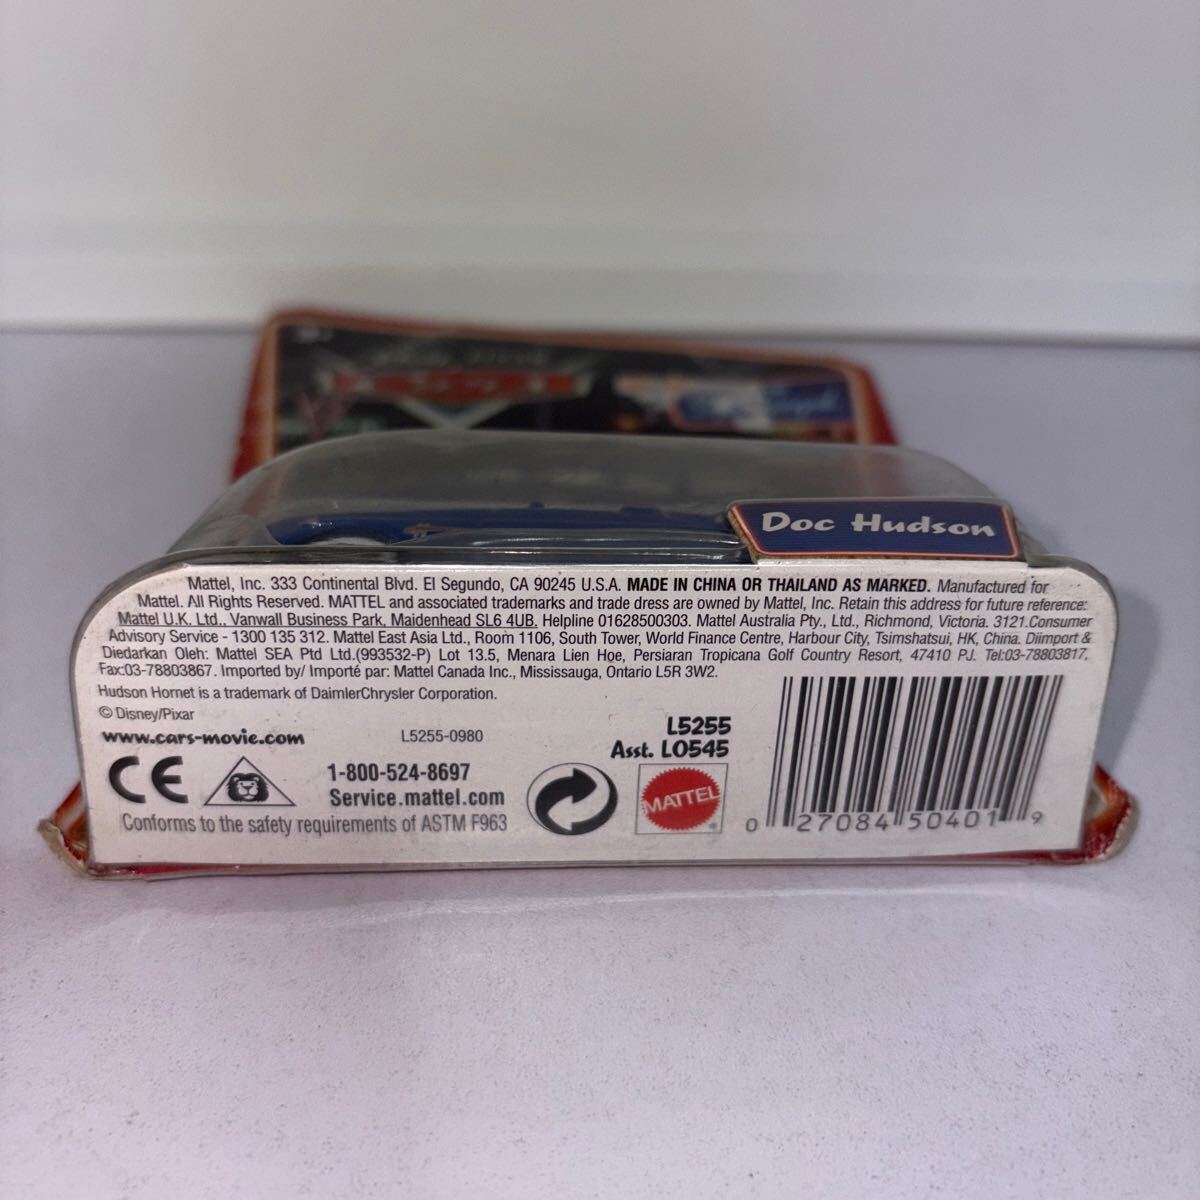 Doc Hudson
Mattel, Inc. 333 Continental Blvd. El Segundo, CA 90245 U.S.A. MADE IN CHINA OR THAILAND AS MARKED. Manufactured for
Mattel. All Rights Reserved. MATTEL and associated trademarks and trade dress are owned by Mattel, Inc. Retain this address for future reference:
Mattel U.K. Ltd., Vanwall Business Park, Maidenhead SL6 4UB. Helpline 01628500303. Mattel Australia Pty., Ltd., Richmond, Victoria. 3121.Consumer
Advisory Service - 1300 135 312. Mattel East Asia Ltd., Room 1106, South Tower, World Finance Centre, Harbour City, Tsimshatsui, HK, China. Diimport &
Diedarkan Oleh: Mattel SEA Ptd Ltd.(993532-P) Lot 13.5, Menara Lien Hoe, Persiaran Tropicana Golf Country Resort, 47410 PJ. Tel:03-78803817,
Fax:03-78803867. Imported by/ Importé par: Mattel Canada Inc., Mississauga, Ontario L5R 3W2.
Hudson Hornet is a trademark of DaimlerChrysler Corporation.
© Disney/Pixar
www.cars-movie.com
L5255-0980
L5255
Asst. L0545
CE
1-800-524-8697
Service.mattel.com
Conforms to the safety requirements of ASTM F963
MATTEL
®
0 27084 50401 9